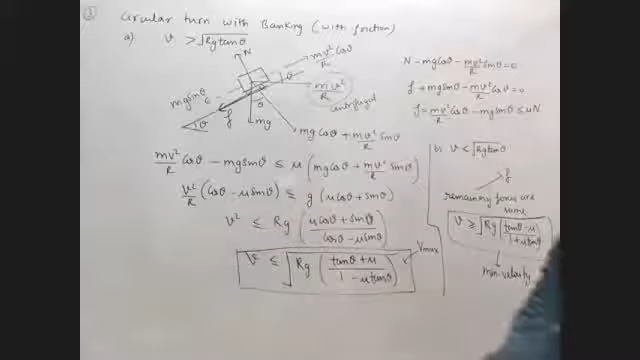 ③ Circular turn with Banking (with friction)
a) v > √Rg tanθ
N
mv²/R cosθ
θ
mv²/R
centrifugal
mg sinθ
f
θ
θ
mg
mg cosθ + mv²/R sinθ
N - mg cosθ - mv²/R sinθ = 0
f + mg sinθ - mv²/R cosθ = 0
f = mv²/R cosθ - mg sinθ ≤ μN
mv²/R cosθ - mg sinθ ≤ μ (mg cosθ + mv²/R sinθ)
v²/R (cosθ - μ sinθ) ≤ g (μ cosθ + sinθ)
v² ≤ Rg (μ cosθ + sinθ / cosθ - μ sinθ)
v ≤ √Rg (tanθ + μ / 1 - μ tanθ)
Vmax
b) v < √Rg tanθ
f
remaining forces are
same
v ≥ √Rg (tanθ - μ / 1 + μ tanθ)
min. velocity